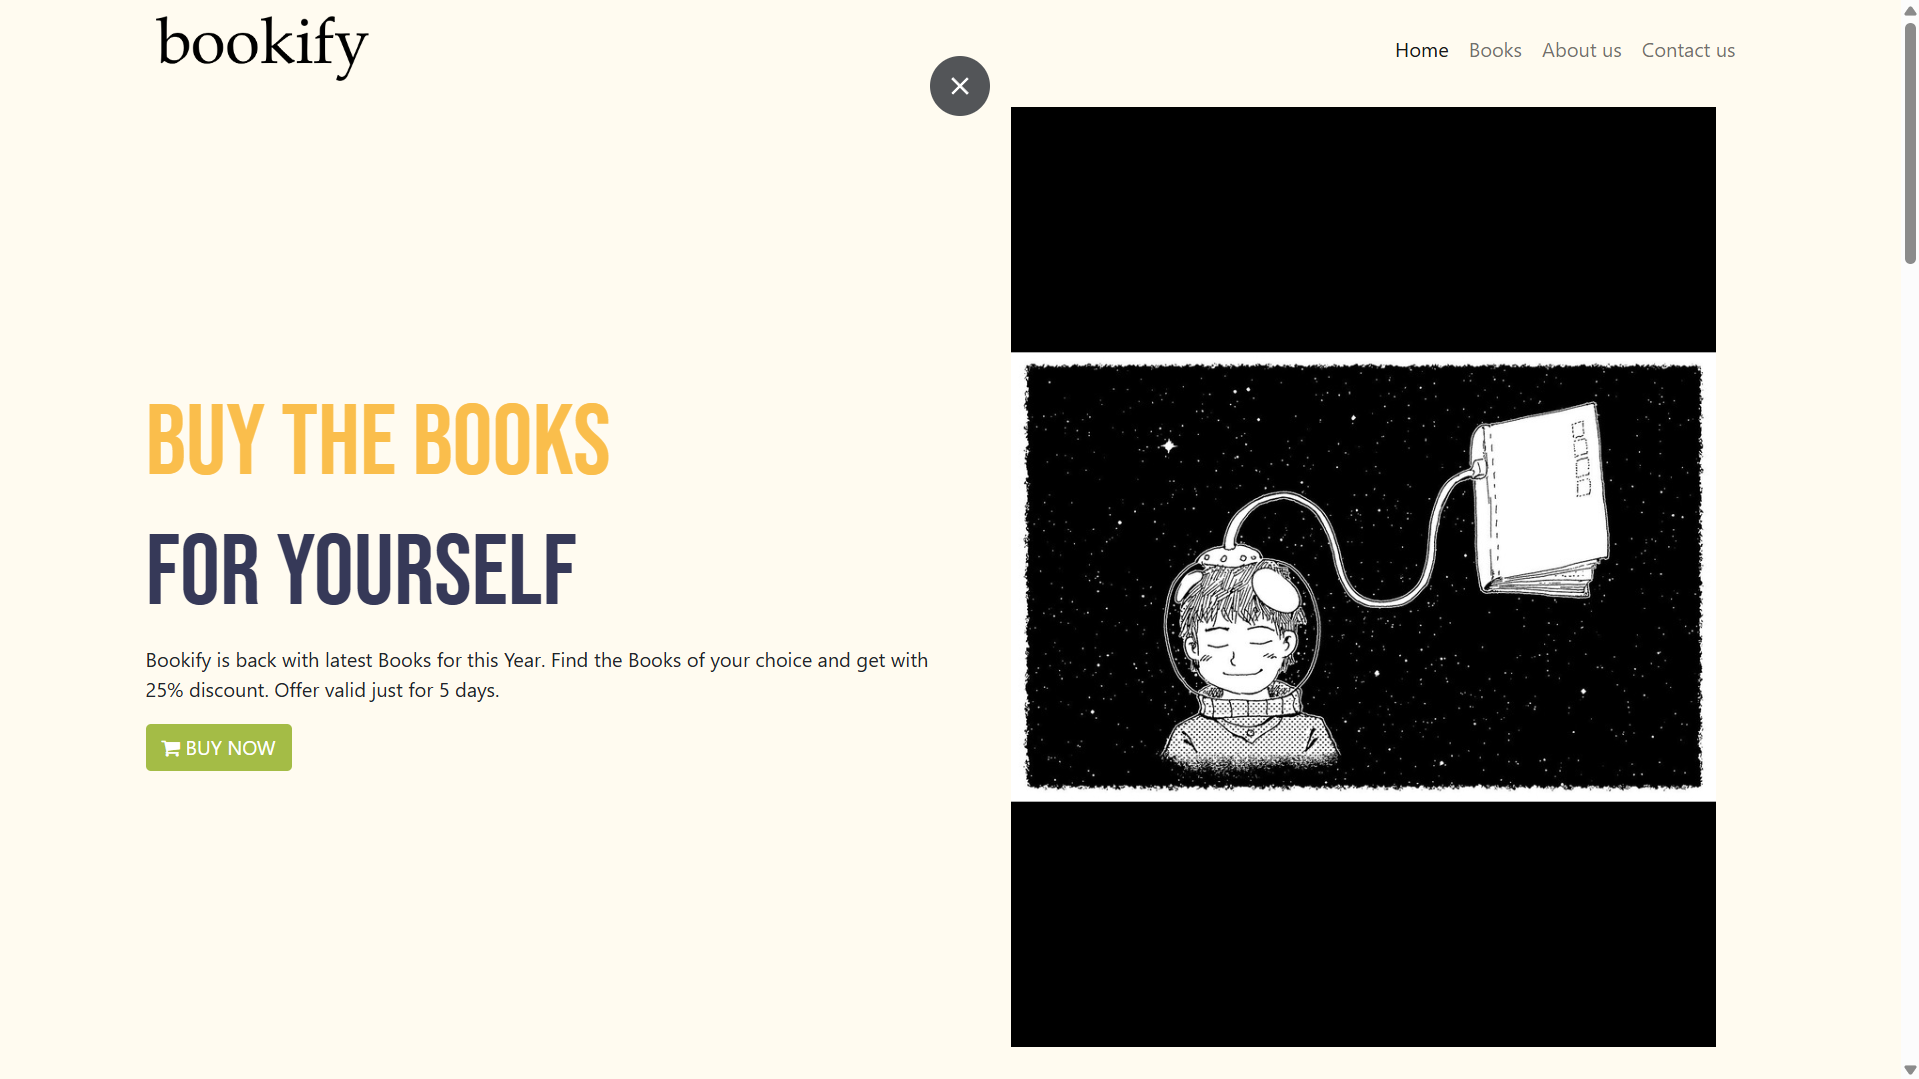 bookify
Home Books About us Contact us
BUY THE BOOKS
FOR YOURSELF
Bookify is back with latest Books for this Year. Find the Books of your choice and get with
25% discount. Offer valid just for 5 days.
BUY NOW